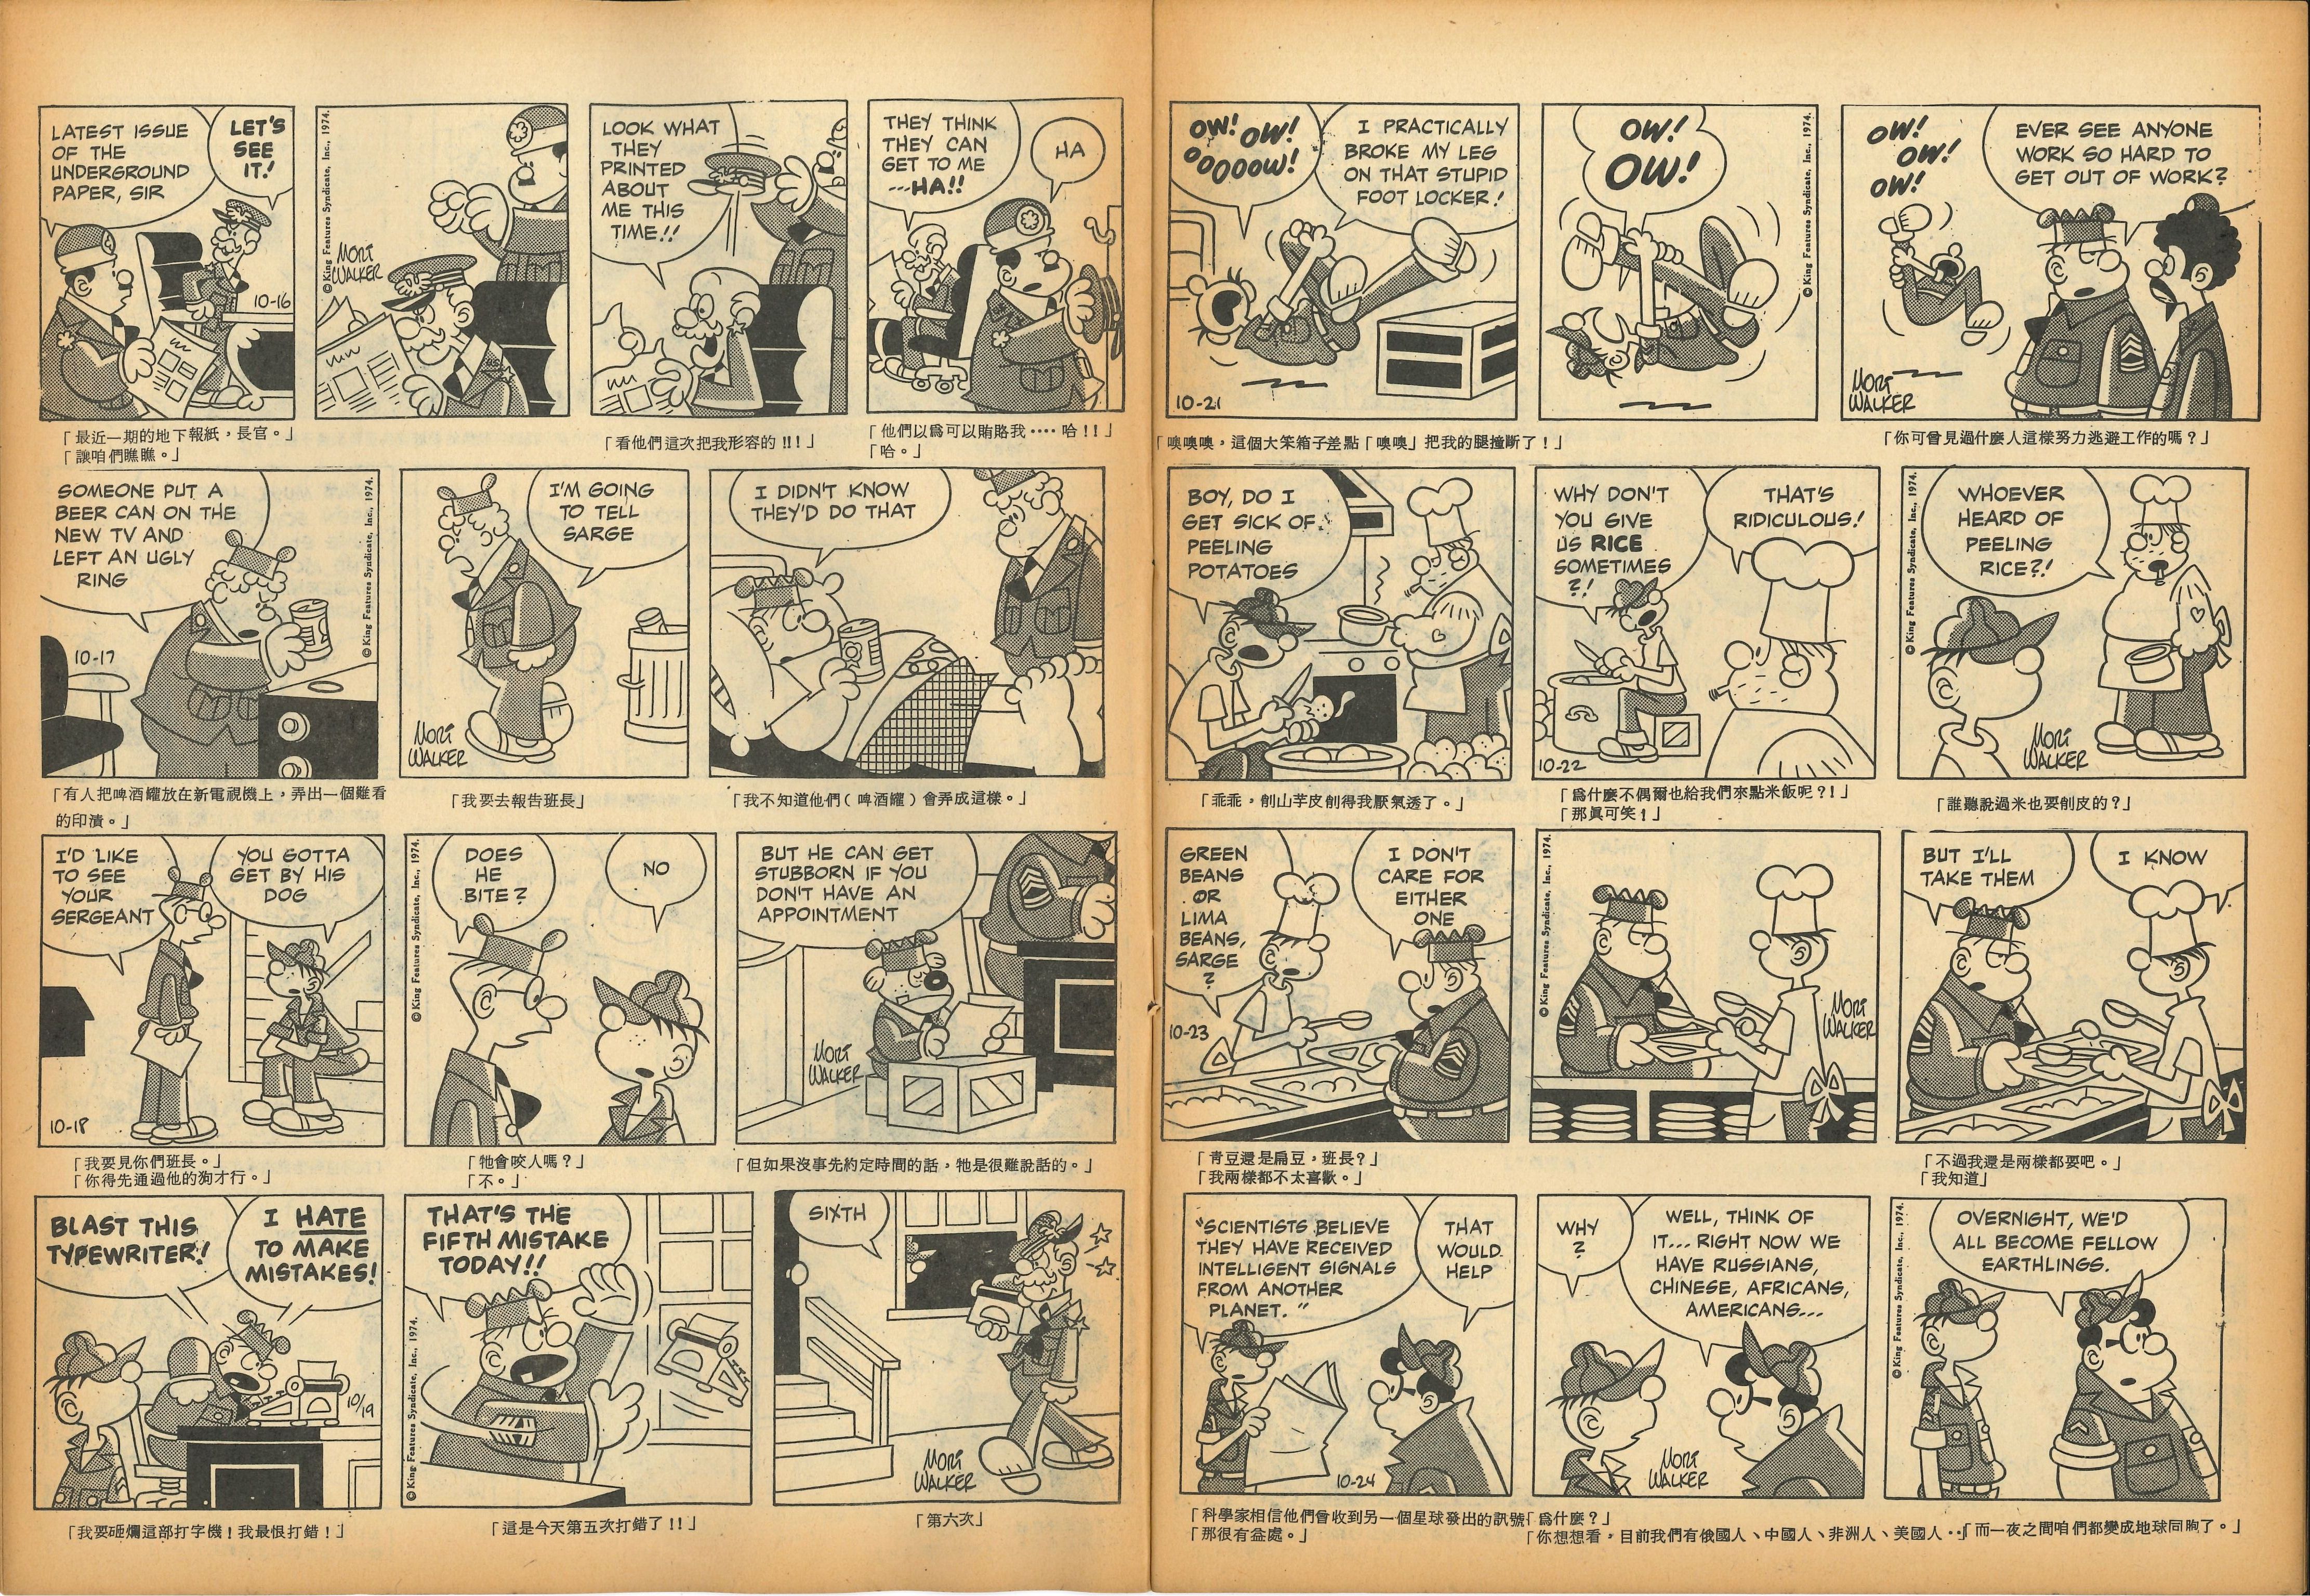 LATEST ISSUE
OF THE
UNDERGROUND
PAPER, SIR
LET'S
SEE
IT!
10-16
© King Features Syndicate, Inc., 1974.
MORT
WALKER
LOOK WHAT
THEY
PRINTED
ABOUT
ME THIS
TIME!!
THEY THINK
THEY CAN
GET TO ME
---HA!!
HA
「最近一期的地下報紙，長官。」
「讓咱們瞧瞧。」
「看他們這次把我形容的!!!」
「他們以爲可以賄賂我‥‥哈!!」
「哈。」
SOMEONE PUT A
BEER CAN ON THE
NEW TV AND
LEFT AN UGLY
RING
10-17
© King Features Syndicate, Inc., 1974.
I'M GOING
TO TELL
SARGE
MORT
WALKER
I DIDN'T KNOW
THEY'D DO THAT
「有人把啤酒罐放在新電視機上，弄出一個難看
的印漬。」
「我要去報告班長」
「我不知道他們（啤酒罐）會弄成這樣。」
I'D LIKE
TO SEE
YOUR
SERGEANT
YOU GOTTA
GET BY HIS
DOG
10-18
© King Features Syndicate, Inc., 1974.
DOES
HE
BITE?
NO
BUT HE CAN GET
STUBBORN IF YOU
DON'T HAVE AN
APPOINTMENT
MORT
WALKER
「我要見你們班長。」
「你得先通過他的狗才行。」
「牠會咬人嗎？」
「不。」
「但如果沒事先約定時間的話，牠是很難說話的。」
BLAST THIS
TYPEWRITER!
I HATE
TO MAKE
MISTAKES!
10/19
© King Features Syndicate, Inc., 1974.
THAT'S THE
FIFTH MISTAKE
TODAY!!
SIXTH
MORT
WALKER
「我要砸爛這部打字機！我最恨打錯！」
「這是今天第五次打錯了!!」
「第六次」
OW! OW!
OOOOOW!
I PRACTICALLY
BROKE MY LEG
ON THAT STUPID
FOOT LOCKER!
10-21
OW!
OW!
© King Features Syndicate, Inc., 1974.
OW!
OW!
OW!
EVER SEE ANYONE
WORK SO HARD TO
GET OUT OF WORK?
MORT
WALKER
「噢噢噢，這個大笨箱子差點「噢噢」把我的腿撞斷了！」
「你可曾見過什麼人這樣努力逃避工作的嗎？」
BOY, DO I
GET SICK OF
PEELING
POTATOES
WHY DON'T
YOU GIVE
US RICE
SOMETIMES
?!
THAT'S
RIDICULOUS!
10-22
© King Features Syndicate, Inc., 1974.
WHOEVER
HEARD OF
PEELING
RICE?!
MORT
WALKER
「乖乖，刨山芋皮刨得我厭氣透了。」
「爲什麼不偶爾也給我們來點米飯呢？！」
「那眞可笑！」
「誰聽說過米也要刨皮的？」
GREEN
BEANS
OR
LIMA
BEANS,
SARGE
?
I DON'T
CARE FOR
EITHER
ONE
10-23
© King Features Syndicate, Inc., 1974.
MORT
WALKER
BUT I'LL
TAKE THEM
I KNOW
「青豆還是扁豆，班長？」
「我兩樣都不太喜歡。」
「不過我還是兩樣都要吧。」
「我知道」
"SCIENTISTS BELIEVE
THEY HAVE RECEIVED
INTELLIGENT SIGNALS
FROM ANOTHER
PLANET."
THAT
WOULD
HELP
10-24
WHY
?
WELL, THINK OF
IT... RIGHT NOW WE
HAVE RUSSIANS,
CHINESE, AFRICANS,
AMERICANS...
MORT
WALKER
© King Features Syndicate, Inc., 1974.
OVERNIGHT, WE'D
ALL BECOME FELLOW
EARTHLINGS.
「科學家相信他們曾收到另一個星球發出的訊號」
「那很有益處。」
「爲什麼？」
「你想想看，目前我們有俄國人、中國人、非洲人、美國人‥」
「而一夜之間咱們都變成地球同胞了。」